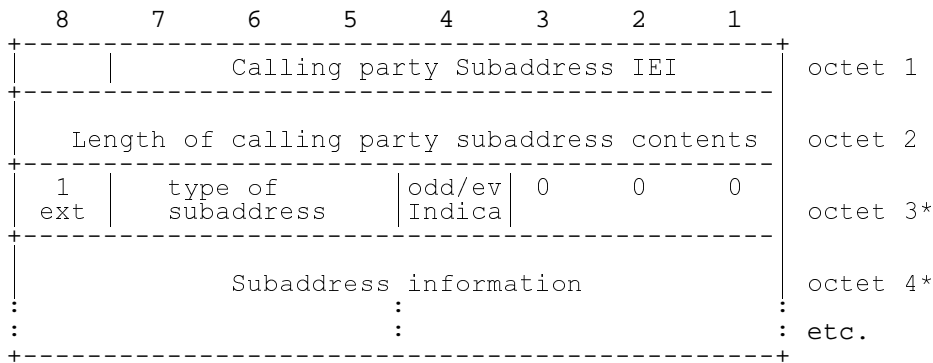 8 7 6 5 4 3 2 1
Calling party Subaddress IEI octet 1
Length of calling party subaddress contents octet 2
1 type of odd/ev 0 0 0
ext subaddress Indica octet 3*
Subaddress information octet 4*
: : :
: : : etc.